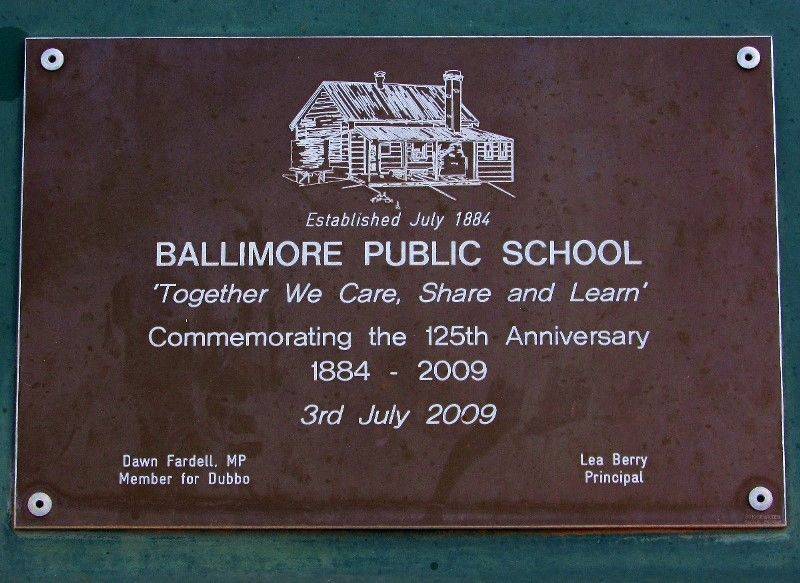 Established July 1884
BALLIMORE PUBLIC SCHOOL
'Together We Care, Share and Learn'
Commemorating the 125th Anniversary
1884 - 2009
3rd July 2009
Dawn Fardell, MP
Member for Dubbo
Lea Berry
Principal